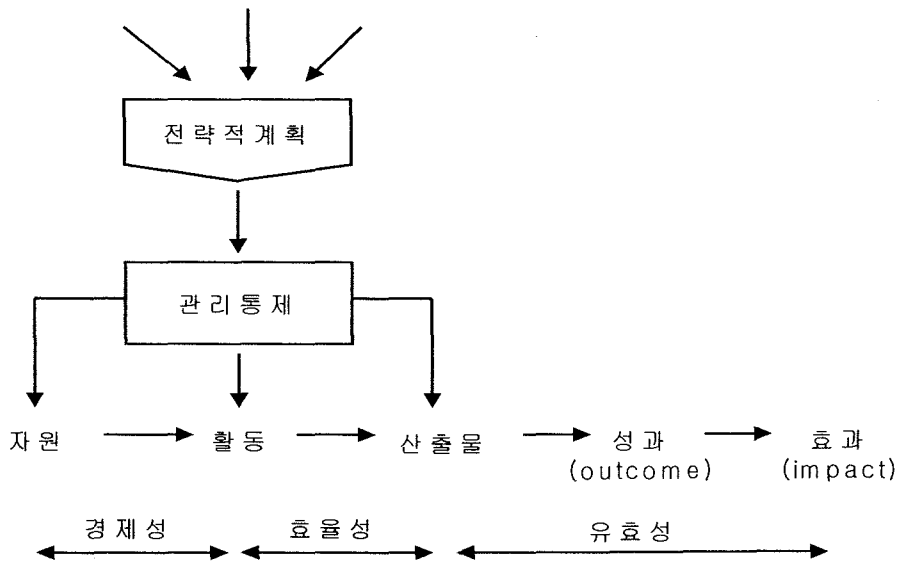 전략적계획
관리통제
자원 활동 산출물 성과 효과
(outcome) (impact)
경제성 효율성 유효성